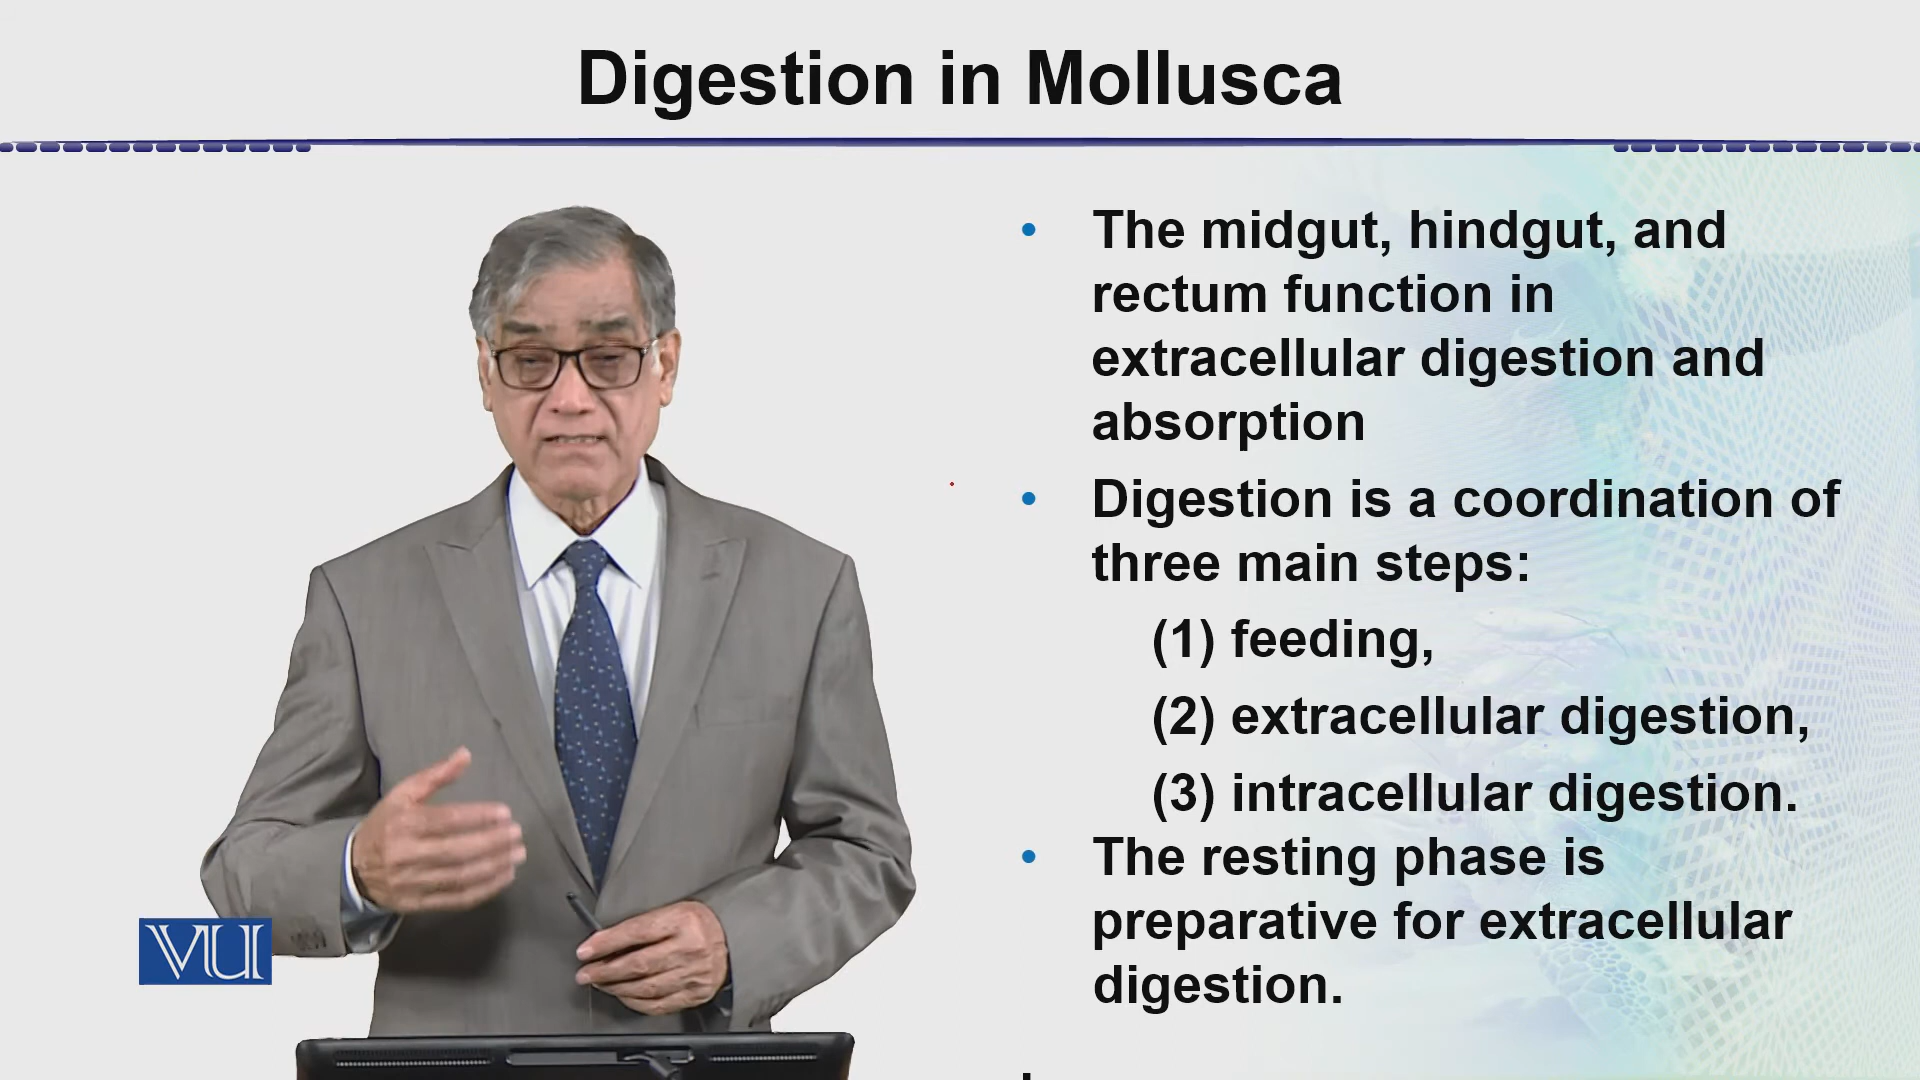 Digestion in Mollusca
• The midgut, hindgut, and
rectum function in
extracellular digestion and
absorption
• Digestion is a coordination of
three main steps:
(1) feeding,
(2) extracellular digestion,
(3) intracellular digestion.
• The resting phase is
preparative for extracellular
digestion.
VU